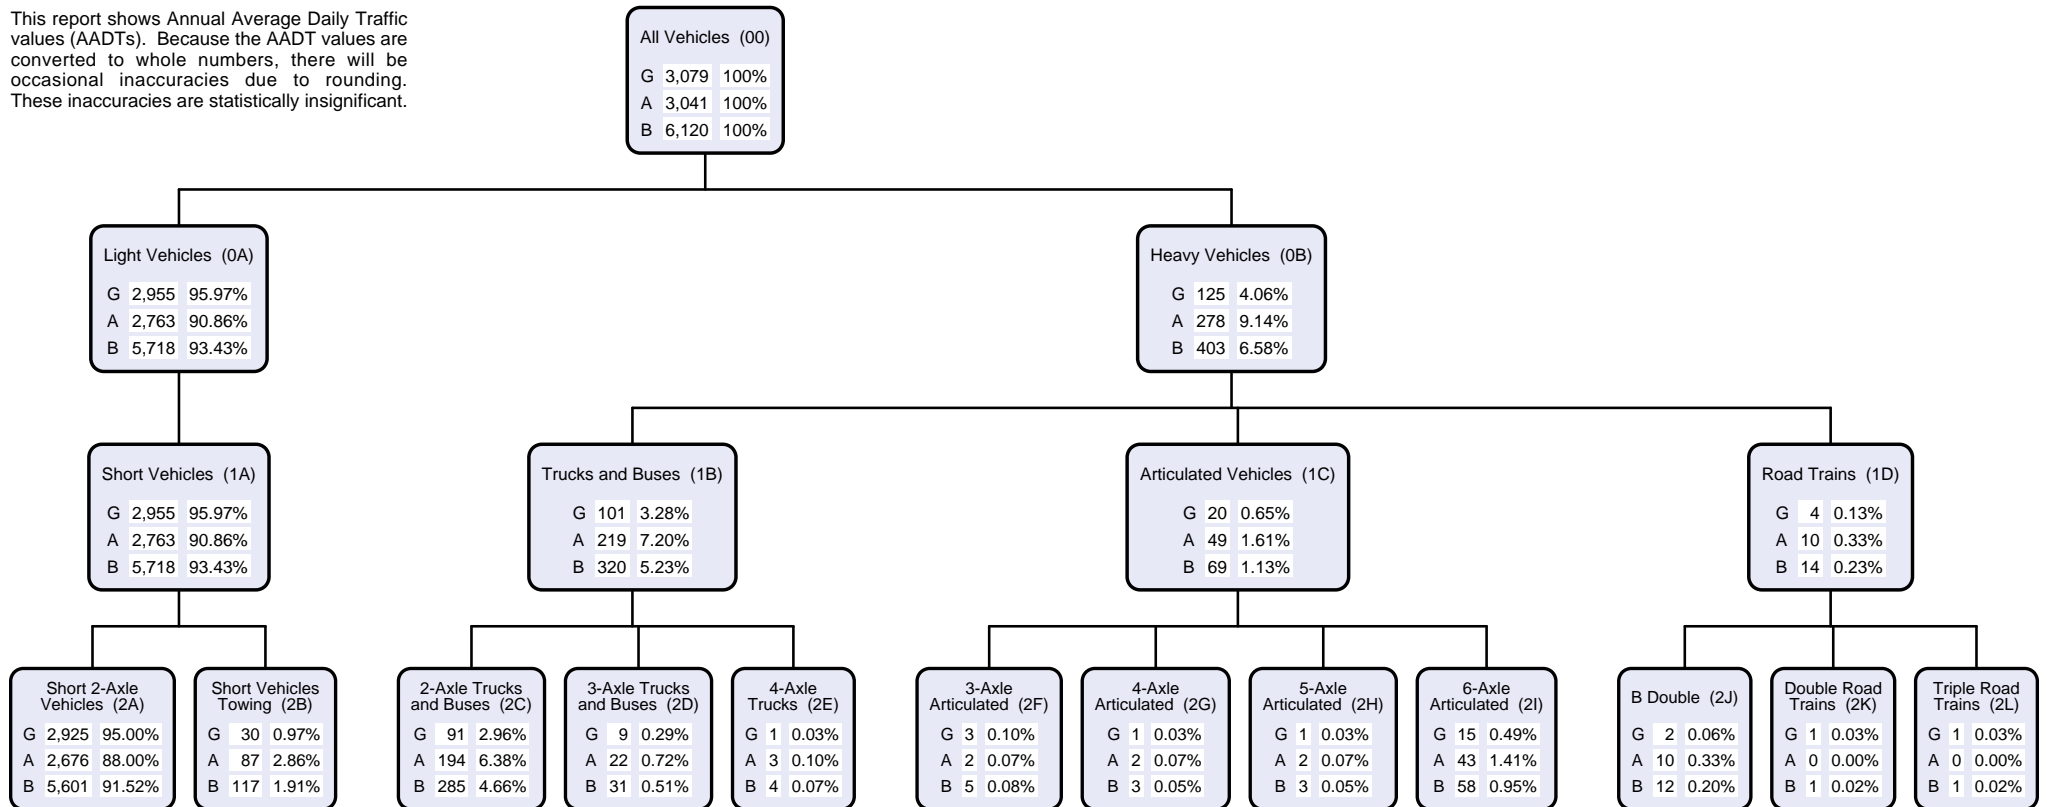 This report shows Annual Average Daily Traffic
values (AADTs). Because the AADT values are
converted to whole numbers, there will be
occasional inaccuracies due to rounding.
These inaccuracies are statistically insignificant.
All Vehicles (00)
G 3,079 100%
A 3,041 100%
B 6,120 100%
Light Vehicles (0A)
G 2,955 95.97%
A 2,763 90.86%
B 5,718 93.43%
Heavy Vehicles (0B)
G 125 4.06%
A 278 9.14%
B 403 6.58%
Short Vehicles (1A)
G 2,955 95.97%
A 2,763 90.86%
B 5,718 93.43%
Trucks and Buses (1B)
G 101 3.28%
A 219 7.20%
B 320 5.23%
Articulated Vehicles (1C)
G 20 0.65%
A 49 1.61%
B 69 1.13%
Road Trains (1D)
G 4 0.13%
A 10 0.33%
B 14 0.23%
Short 2-Axle
Vehicles (2A)
G 2,925 95.00%
A 2,676 88.00%
B 5,601 91.52%
Short Vehicles
Towing (2B)
G 30 0.97%
A 87 2.86%
B 117 1.91%
2-Axle Trucks
and Buses (2C)
G 91 2.96%
A 194 6.38%
B 285 4.66%
3-Axle Trucks
and Buses (2D)
G 9 0.29%
A 22 0.72%
B 31 0.51%
4-Axle
Trucks (2E)
G 1 0.03%
A 3 0.10%
B 4 0.07%
3-Axle
Articulated (2F)
G 3 0.10%
A 2 0.07%
B 5 0.08%
4-Axle
Articulated (2G)
G 1 0.03%
A 2 0.07%
B 3 0.05%
5-Axle
Articulated (2H)
G 1 0.03%
A 2 0.07%
B 3 0.05%
6-Axle
Articulated (2I)
G 15 0.49%
A 43 1.41%
B 58 0.95%
B Double (2J)
G 2 0.06%
A 10 0.33%
B 12 0.20%
Double Road
Trains (2K)
G 1 0.03%
A 0 0.00%
B 1 0.02%
Triple Road
Trains (2L)
G 1 0.03%
A 0 0.00%
B 1 0.02%